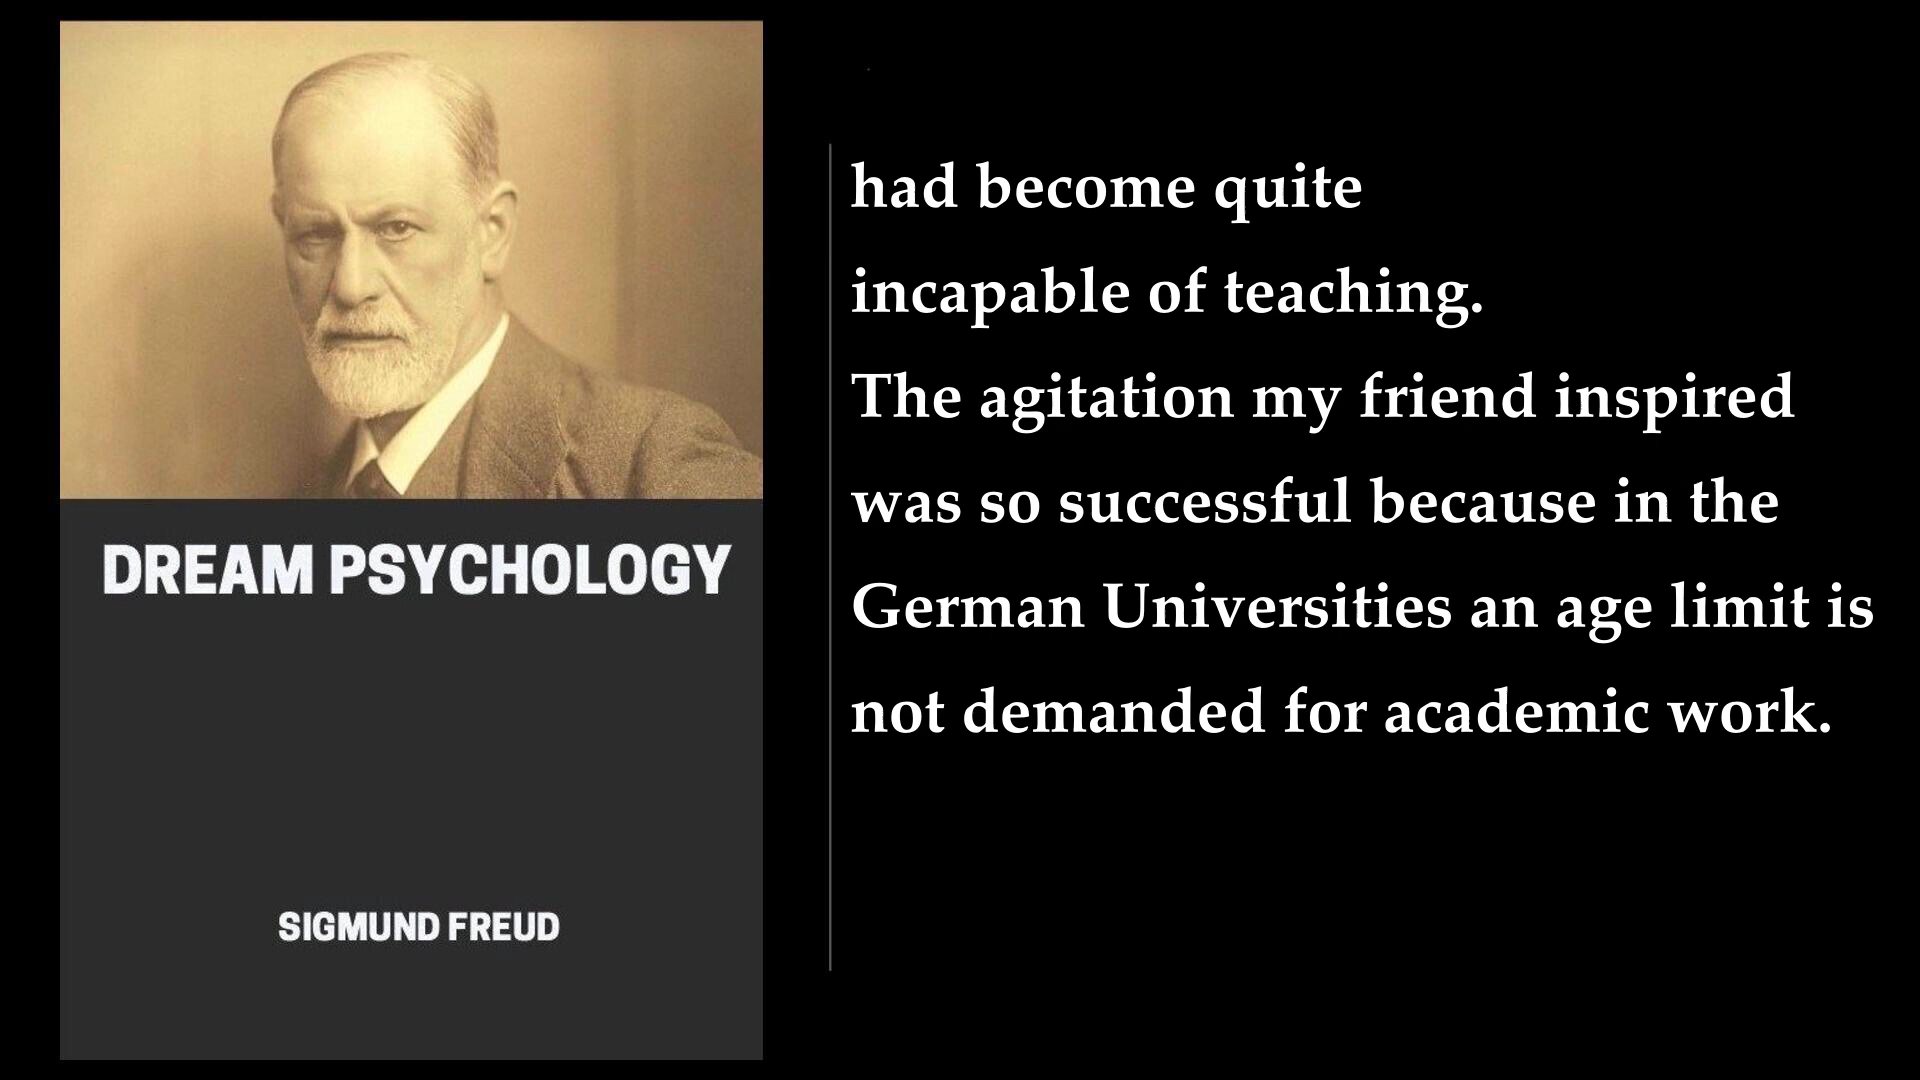 DREAM PSYCHOLOGY
SIGMUND FREUD
had become quite
incapable of teaching.
The agitation my friend inspired
was so successful because in the
German Universities an age limit is
not demanded for academic work.